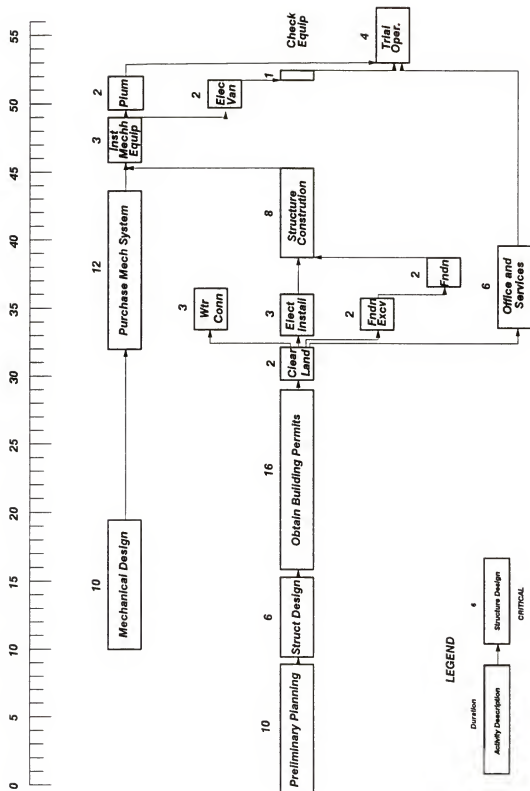 0 5 10 15 20 25 30 35 40 45 50 55
10
Mechanical Design
12
Purchase Mech System
3
Inst
Mechh
Equip
2
Plum
2
Elec
Van
1
Check
Equip
4
Trial
Oper.
3
Wtr
Conn
10
Preliminary Planning
6
Struct Design
16
Obtain Building Permits
2
Clear
Land
3
Elect
Install
8
Structure
Constrution
2
Fndn
Excv
2
Fndn
6
Office and
Services
LEGEND
Duration
6
Activity Description
Structure Design
CRITICAL